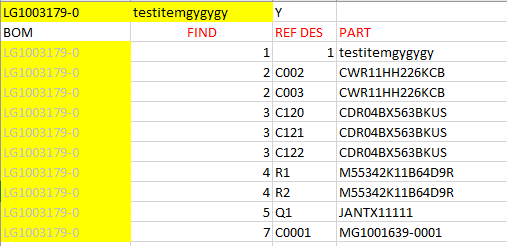 LG1003179-0 testitemgygygy Y
BOM FIND REF DES PART
LG1003179-0 1 1 testitemgygygy
LG1003179-0 2 C002 CWR11HH226KCB
LG1003179-0 2 C003 CWR11HH226KCB
LG1003179-0 3 C120 CDR04BX563BKUS
LG1003179-0 3 C121 CDR04BX563BKUS
LG1003179-0 3 C122 CDR04BX563BKUS
LG1003179-0 4 R1 M55342K11B64D9R
LG1003179-0 4 R2 M55342K11B64D9R
LG1003179-0 5 Q1 JANTX11111
LG1003179-0 7 C0001 MG1001639-0001